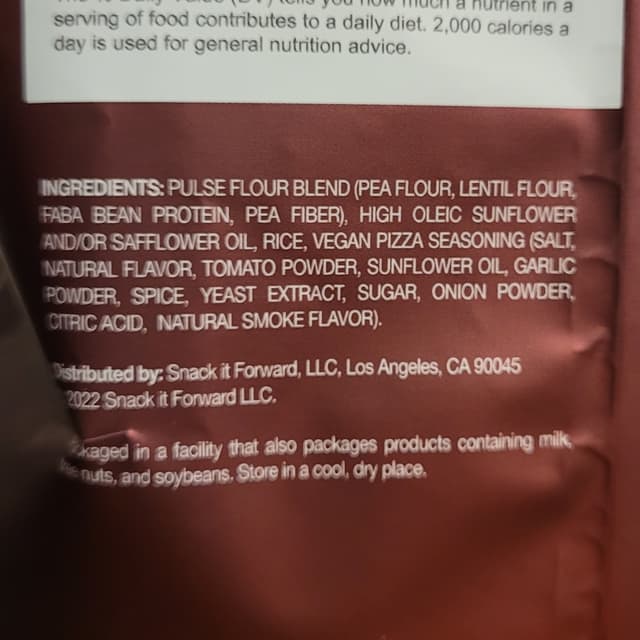 tells you how much a nutrient in a
serving of food contributes to a daily diet. 2,000 calories a
day is used for general nutrition advice.
INGREDIENTS: PULSE FLOUR BLEND (PEA FLOUR, LENTIL FLOUR,
FABA BEAN PROTEIN, PEA FIBER), HIGH OLEIC SUNFLOWER
AND/OR SAFFLOWER OIL, RICE, VEGAN PIZZA SEASONING (SALT,
NATURAL FLAVOR, TOMATO POWDER, SUNFLOWER OIL, GARLIC
POWDER, SPICE, YEAST EXTRACT, SUGAR, ONION POWDER,
CITRIC ACID, NATURAL SMOKE FLAVOR).
Distributed by: Snack it Forward, LLC, Los Angeles, CA 90045
2022 Snack it Forward LLC.
in a facility that also packages products containing milk,
nuts, and soybeans. Store in a cool, dry place.